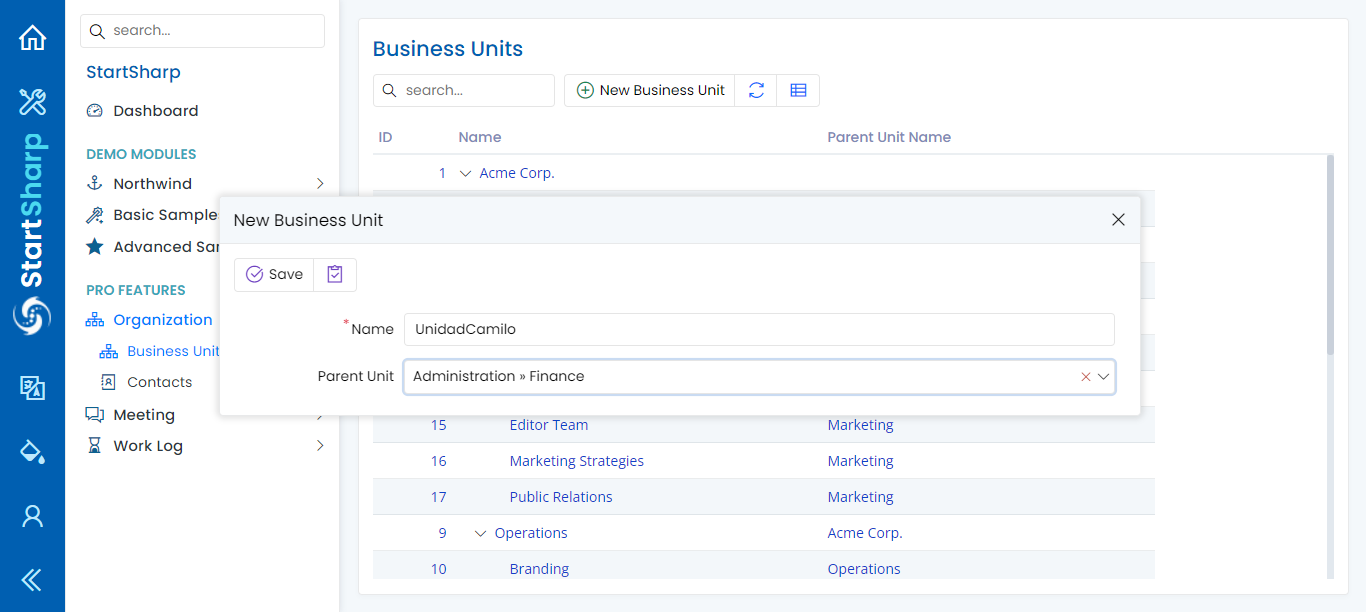 StartSharp
search...
StartSharp
Dashboard
DEMO MODULES
Northwind
Basic Sample
Advanced Sar
PRO FEATURES
Organization
Business Unit
Contacts
Meeting
Work Log
Business Units
search...
New Business Unit
ID Name Parent Unit Name
1 Acme Corp.
New Business Unit
Save
* Name UnidadCamilo
Parent Unit Administration » Finance
15 Editor Team Marketing
16 Marketing Strategies Marketing
17 Public Relations Marketing
9 Operations Acme Corp.
10 Branding Operations